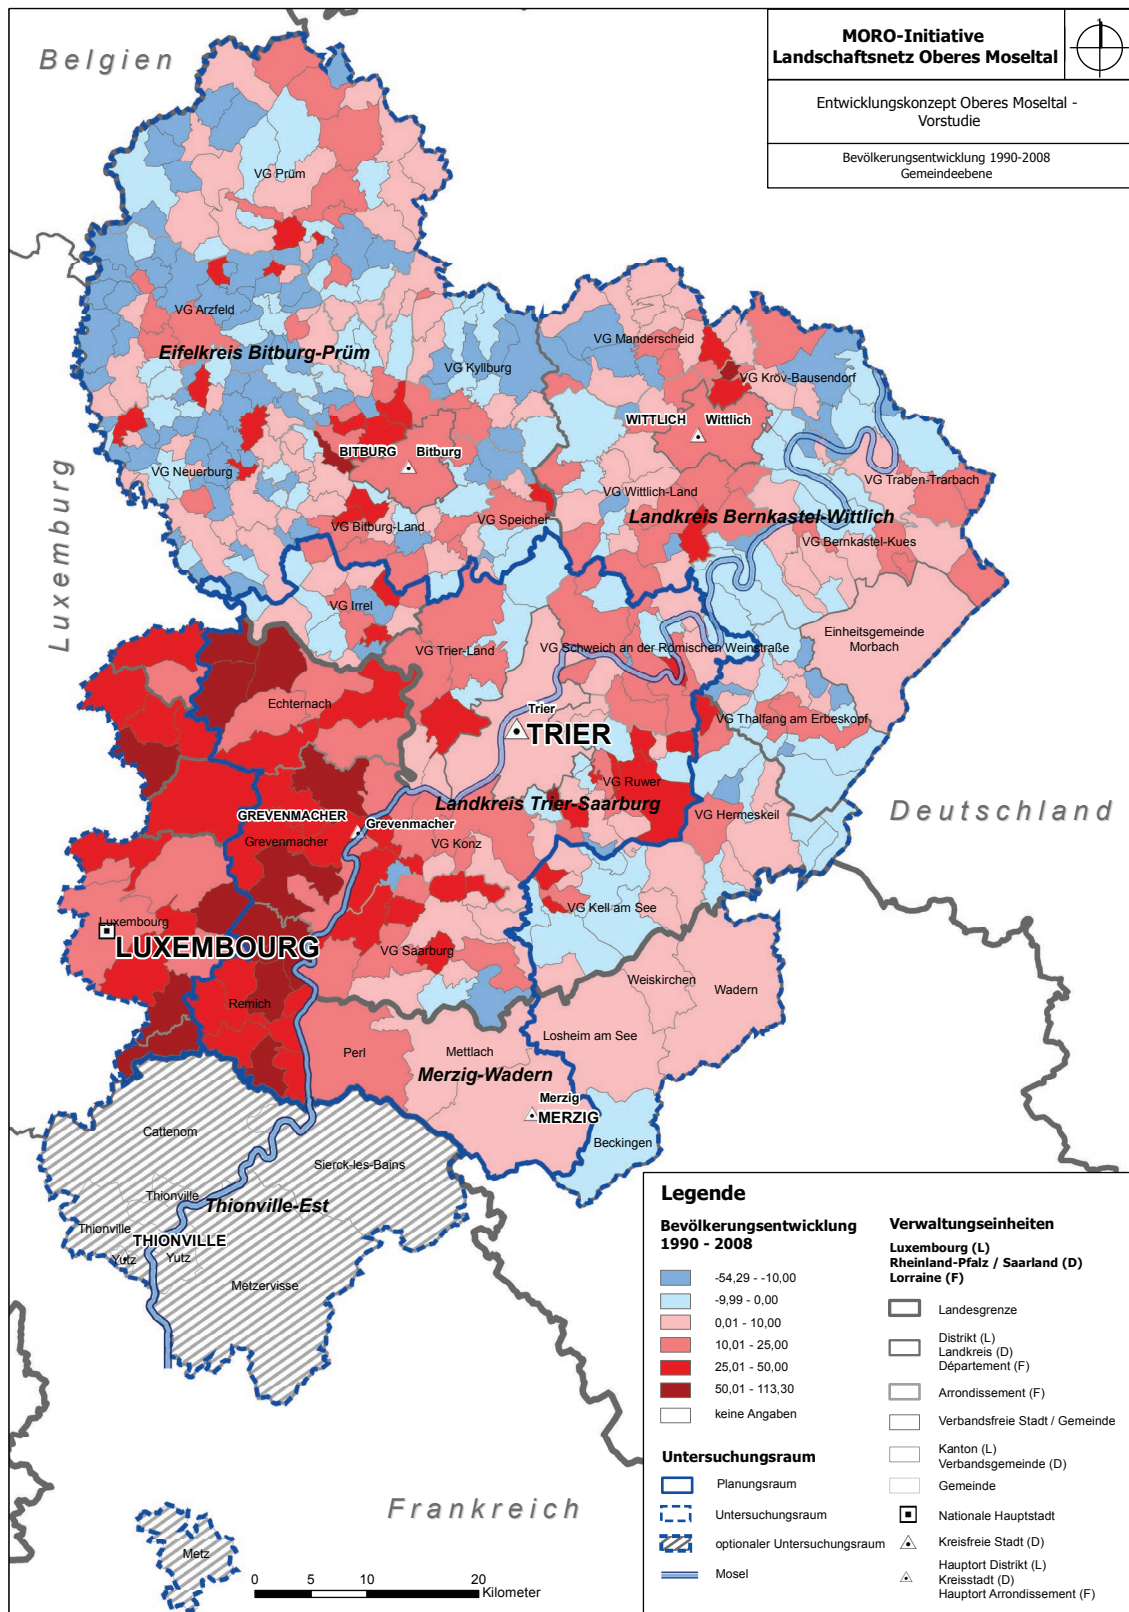 MORO-Initiative
Landschaftsnetz Oberes Moseltal
Entwicklungskonzept Oberes Moseltal -
Vorstudie
Bevölkerungsentwicklung 1990-2008
Gemeindeebene
Belgien
Luxemburg
Deutschland
Frankreich
VG Prüm
VG Arzfeld
Eifelkreis Bitburg-Prüm
VG Kyllburg
VG Manderscheid
VG Kröv-Bausendorf
WITTLICH
Wittlich
BITBURG
Bitburg
VG Neuerburg
VG Traben-Trarbach
VG Wittlich-Land
VG Speicher
Landkreis Bernkastel-Wittlich
VG Bitburg-Land
VG Bernkastel-Kues
VG Irrel
Einheitsgemeinde
Morbach
VG Trier-Land
VG Schweich an der Römischen Weinstraße
Echternach
Trier
TRIER
VG Thalfang am Erbeskopf
VG Ruwer
Landkreis Trier-Saarburg
GREVENMACHER
Grevenmacher
Grevenmacher
VG Hermeskeil
VG Konz
Luxembourg
LUXEMBOURG
VG Kell am See
VG Saarburg
Weiskirchen
Wadern
Remich
Losheim am See
Perl
Mettlach
Merzig-Wadern
Merzig
MERZIG
Beckingen
Cattenom
Sierck-les-Bains
Thionville
Thionville-Est
Thionville
THIONVILLE
Yutz
Yutz
Metzervisse
Metz
0
5
10
20
Kilometer
Legende
Bevölkerungsentwicklung
1990 - 2008
-54,29 - -10,00
-9,99 - 0,00
0,01 - 10,00
10,01 - 25,00
25,01 - 50,00
50,01 - 113,30
keine Angaben
Untersuchungsraum
Planungsraum
Untersuchungsraum
optionaler Untersuchungsraum
Mosel
Verwaltungseinheiten
Luxembourg (L)
Rheinland-Pfalz / Saarland (D)
Lorraine (F)
Landesgrenze
Distrikt (L)
Landkreis (D)
Département (F)
Arrondissement (F)
Verbandsfreie Stadt / Gemeinde
Kanton (L)
Verbandsgemeinde (D)
Gemeinde
Nationale Hauptstadt
Kreisfreie Stadt (D)
Hauptort Distrikt (L)
Kreisstadt (D)
Hauptort Arrondissement (F)